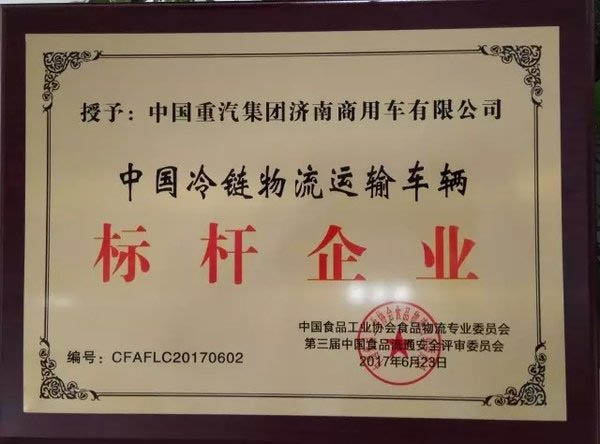 授予：中国重汽集团济南商用车有限公司
中国冷链物流运输车辆
标杆企业
中国食品工业协会食品物流专业委员会
第三届中国食品流通安全评审委员会
编号：CFAFLC20170602
2017年6月23日